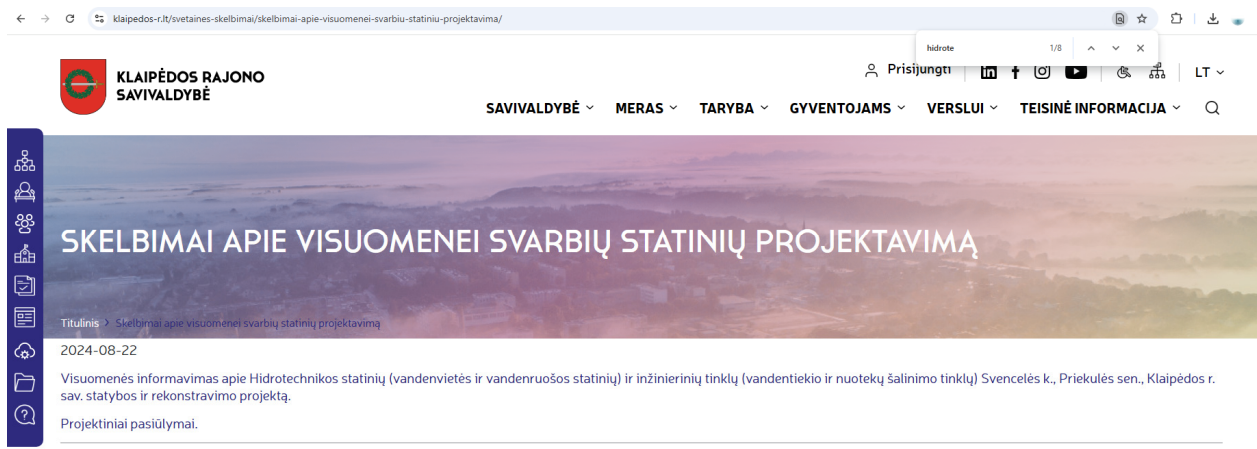 klaipedos-r.lt/svetaines-skelbimai/skelbimai-apie-visuomenei-svarbiu-statiniu-projektavima/
hidrote 1/8
KLAIPĖDOS RAJONO
SAVIVALDYBĖ
Prisijungti
LT
SAVIVALDYBĖ MERAS TARYBA GYVENTOJAMS VERSLUI TEISINĖ INFORMACIJA
SKELBIMAI APIE VISUOMENEI SVARBIŲ STATINIŲ PROJEKTAVIMĄ
Titulinis > Skelbimai apie visuomenei svarbių statinių projektavimą
2024-08-22
Visuomenės informavimas apie Hidrotechnikos statinių (vandenvietės ir vandenruošos statinių) ir inžinierinių tinklų (vandentiekio ir nuotekų šalinimo tinklų) Svencelės k., Priekulės sen., Klaipėdos r.
sav. statybos ir rekonstravimo projektą.
Projektiniai pasiūlymai.